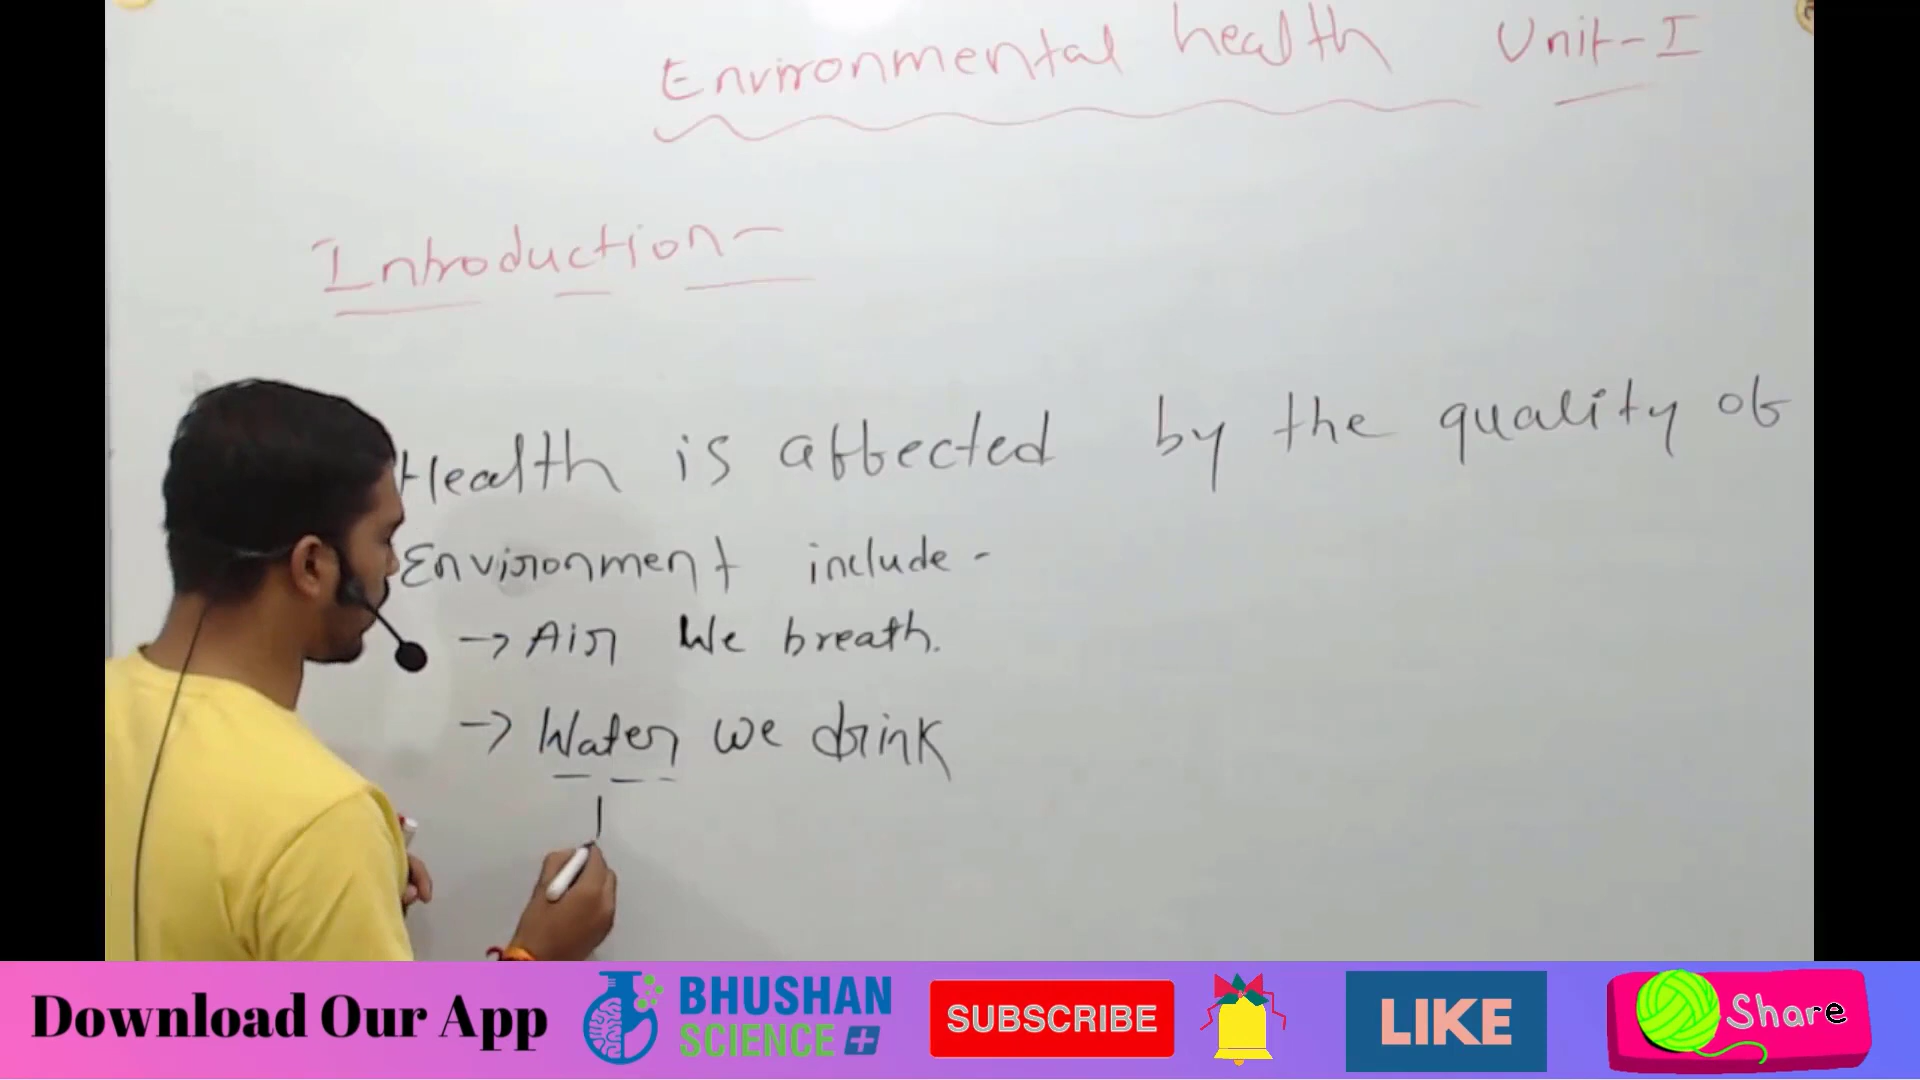 Environmental health Unit-I
Introduction-
Health is affected by the quality of
Environment include -
→ Air We breath.
→ Water we drink
Download Our App
BHUSHAN
SCIENCE
SUBSCRIBE
LIKE
Share